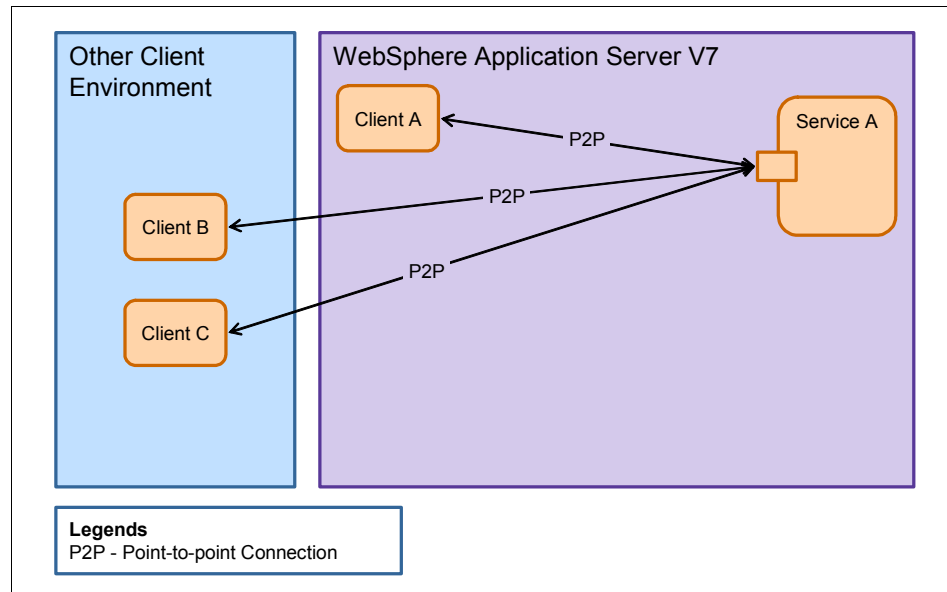 Other Client
Environment
WebSphere Application Server V7
Client A
Service A
P2P
P2P
Client B
P2P
Client C
Legends
P2P - Point-to-point Connection